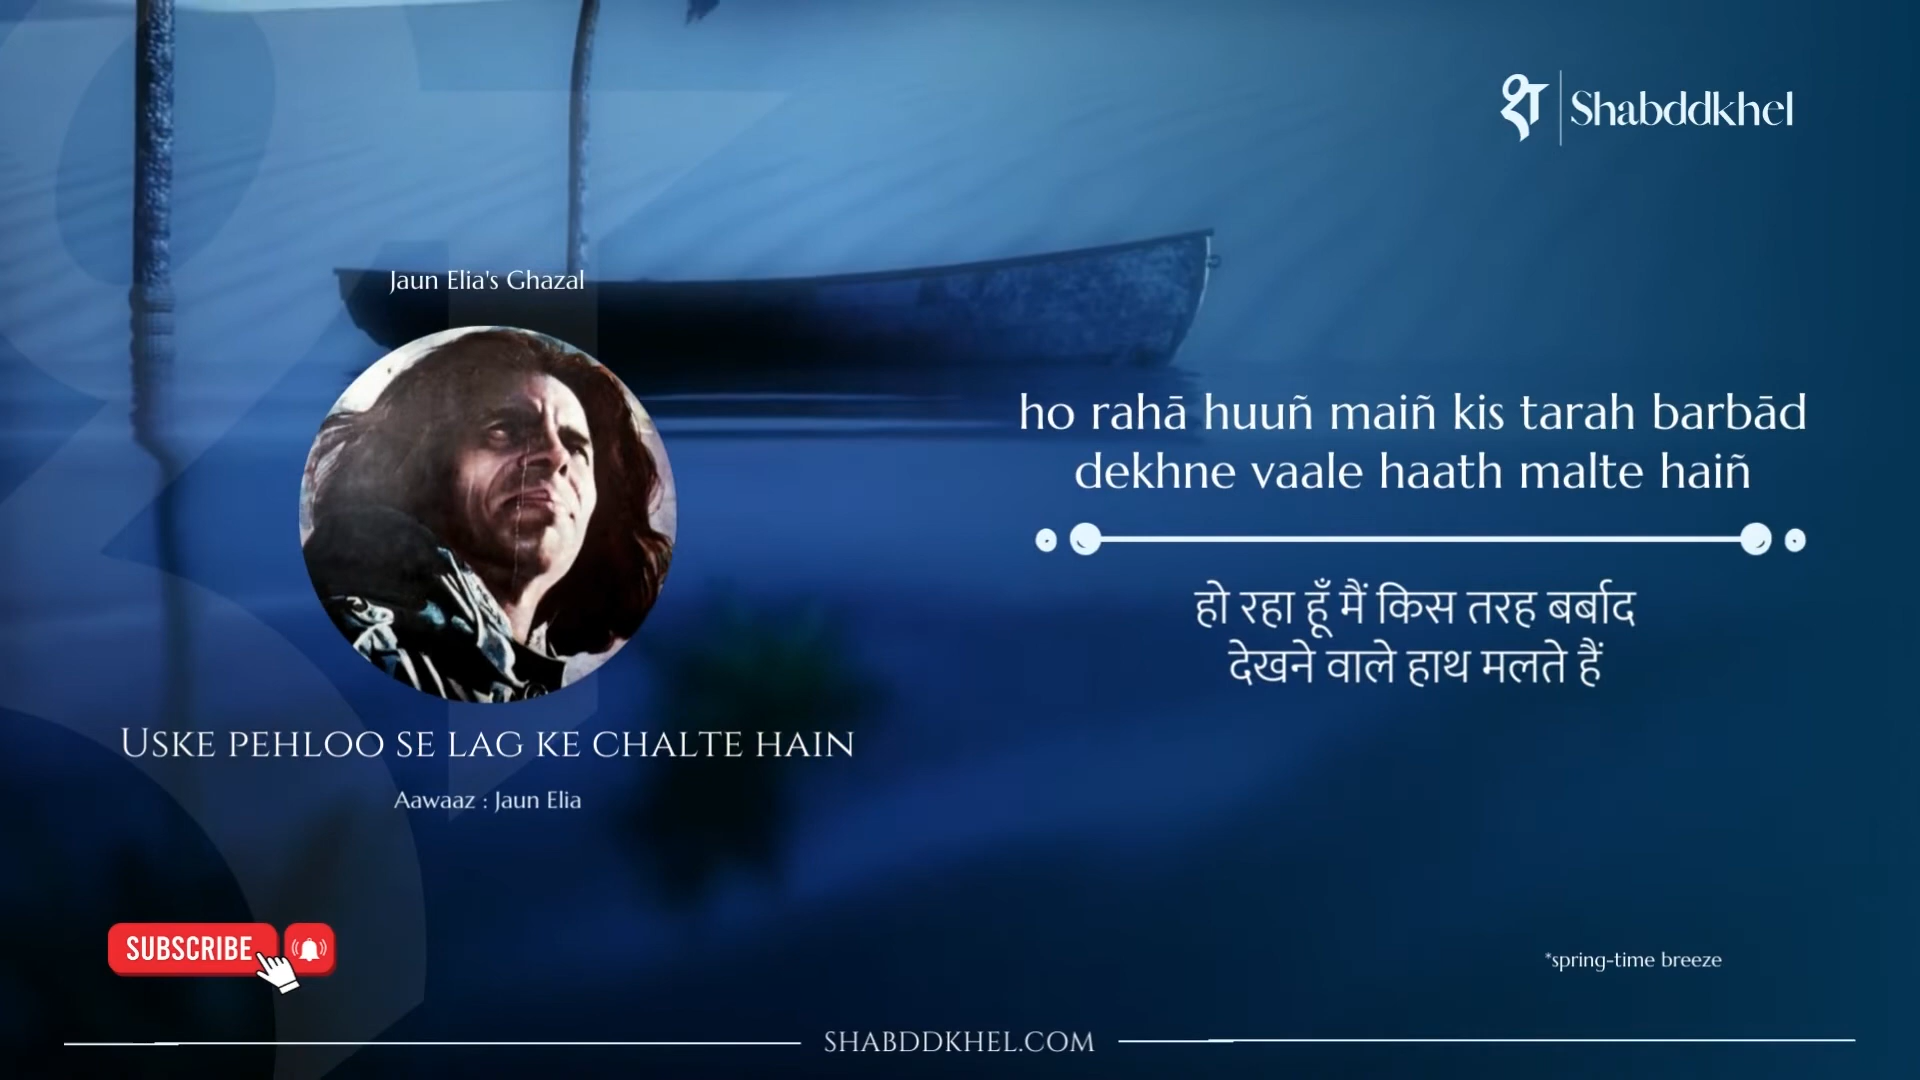 श Shabddkhel
Jaun Elia's Ghazal
USKE PEHLOO SE LAG KE CHALTE HAIN
Aawaaz : Jaun Elia
ho rahā huuñ maiñ kis tarah barbād
dekhne vaale haath malte haiñ
हो रहा हूँ मैं किस तरह बर्बाद
देखने वाले हाथ मलते हैं
SUBSCRIBE
*spring-time breeze
SHABDDKHEL.COM